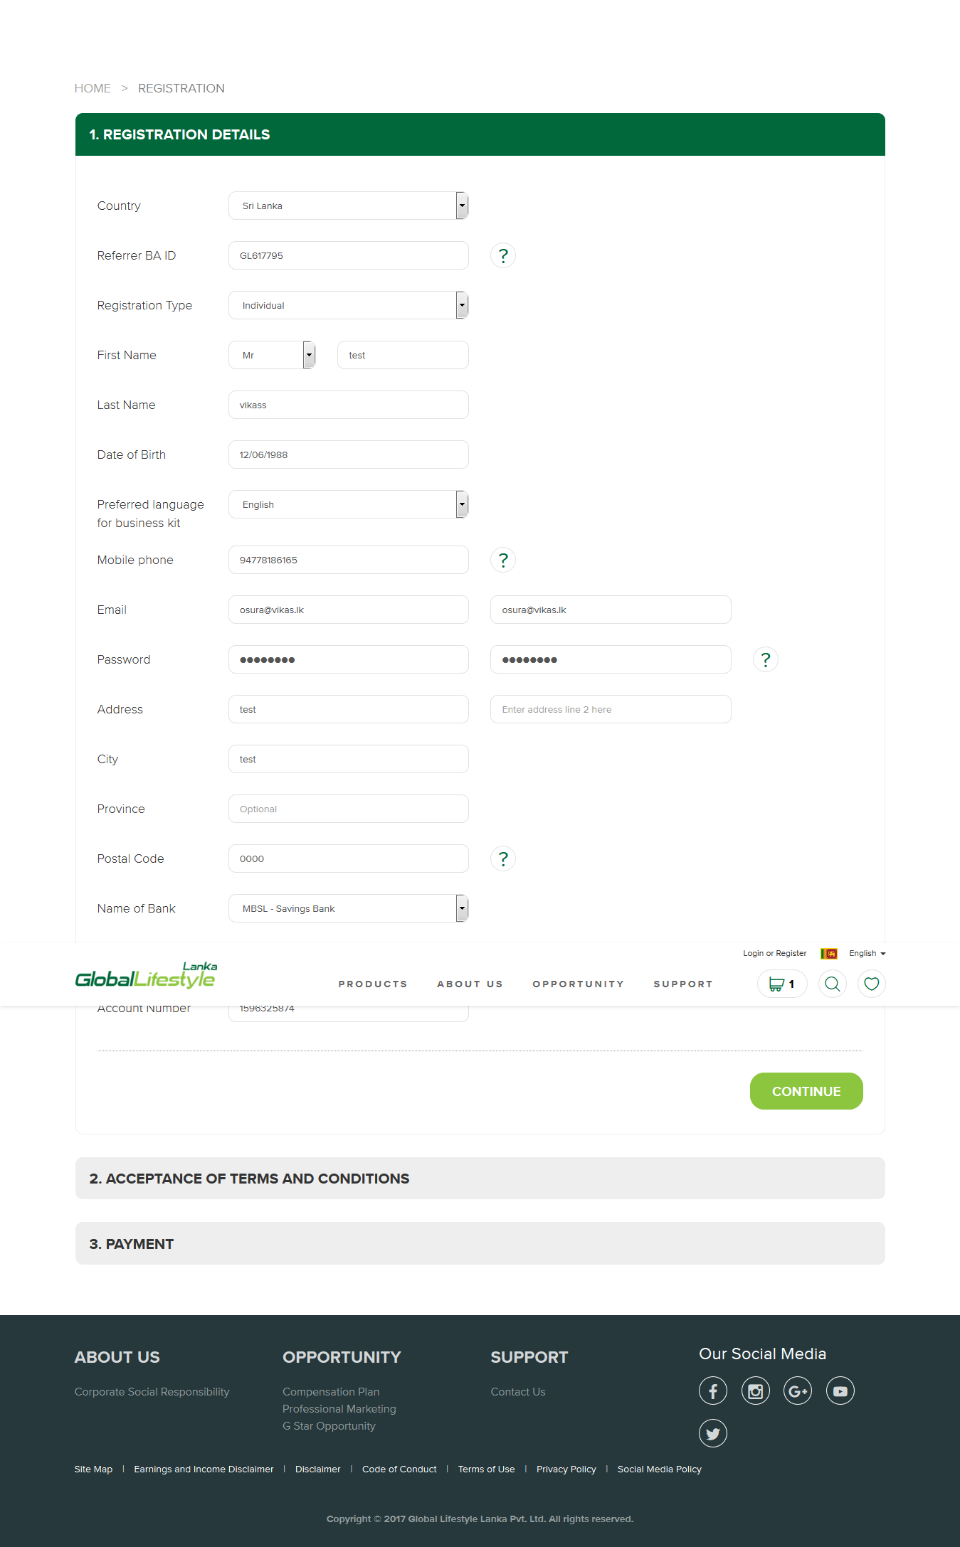 HOME > REGISTRATION
1. REGISTRATION DETAILS
Country Sri Lanka
Referrer BA ID GL617795 ?
Registration Type Individual
First Name Mr test
Last Name vikass
Date of Birth 12/06/1988
Preferred language English
for business kit
Mobile phone 94778186165 ?
Email osura@vikas.lk osura@vikas.lk
Password ●●●●●●●● ●●●●●●●● ?
Address test Enter address line 2 here
City test
Province Optional
Postal Code 0000 ?
Name of Bank MBSL - Savings Bank
Login or Register English
Lanka
GlobalLifestyle
PRODUCTS ABOUT US OPPORTUNITY SUPPORT 1
Account Number 1596325874
CONTINUE
2. ACCEPTANCE OF TERMS AND CONDITIONS
3. PAYMENT
ABOUT US OPPORTUNITY SUPPORT Our Social Media
Corporate Social Responsibility Compensation Plan Contact Us
Professional Marketing
G Star Opportunity
Site Map | Earnings and Income Disclaimer | Disclaimer | Code of Conduct | Terms of Use | Privacy Policy | Social Media Policy
Copyright © 2017 Global Lifestyle Lanka Pvt. Ltd. All rights reserved.